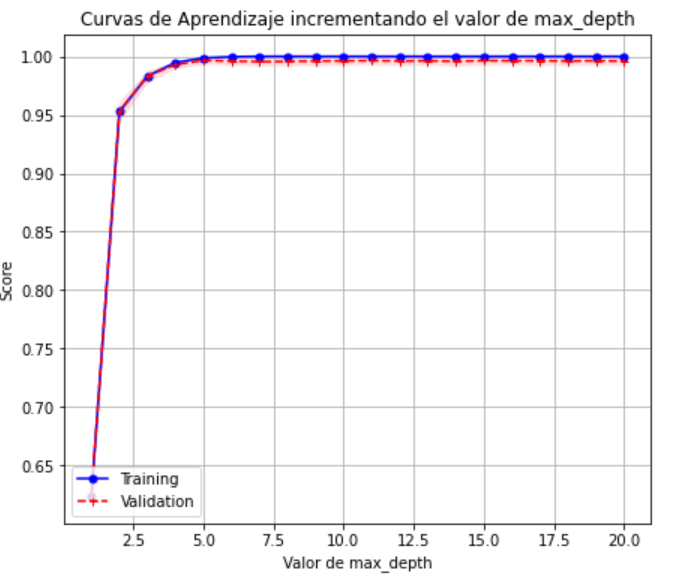 Curvas de Aprendizaje incrementando el valor de max_depth
1.00
0.95
0.90
0.85
0.80
0.75
0.70
0.65
Score
Training
Validation
2.5 5.0 7.5 10.0 12.5 15.0 17.5 20.0
Valor de max_depth